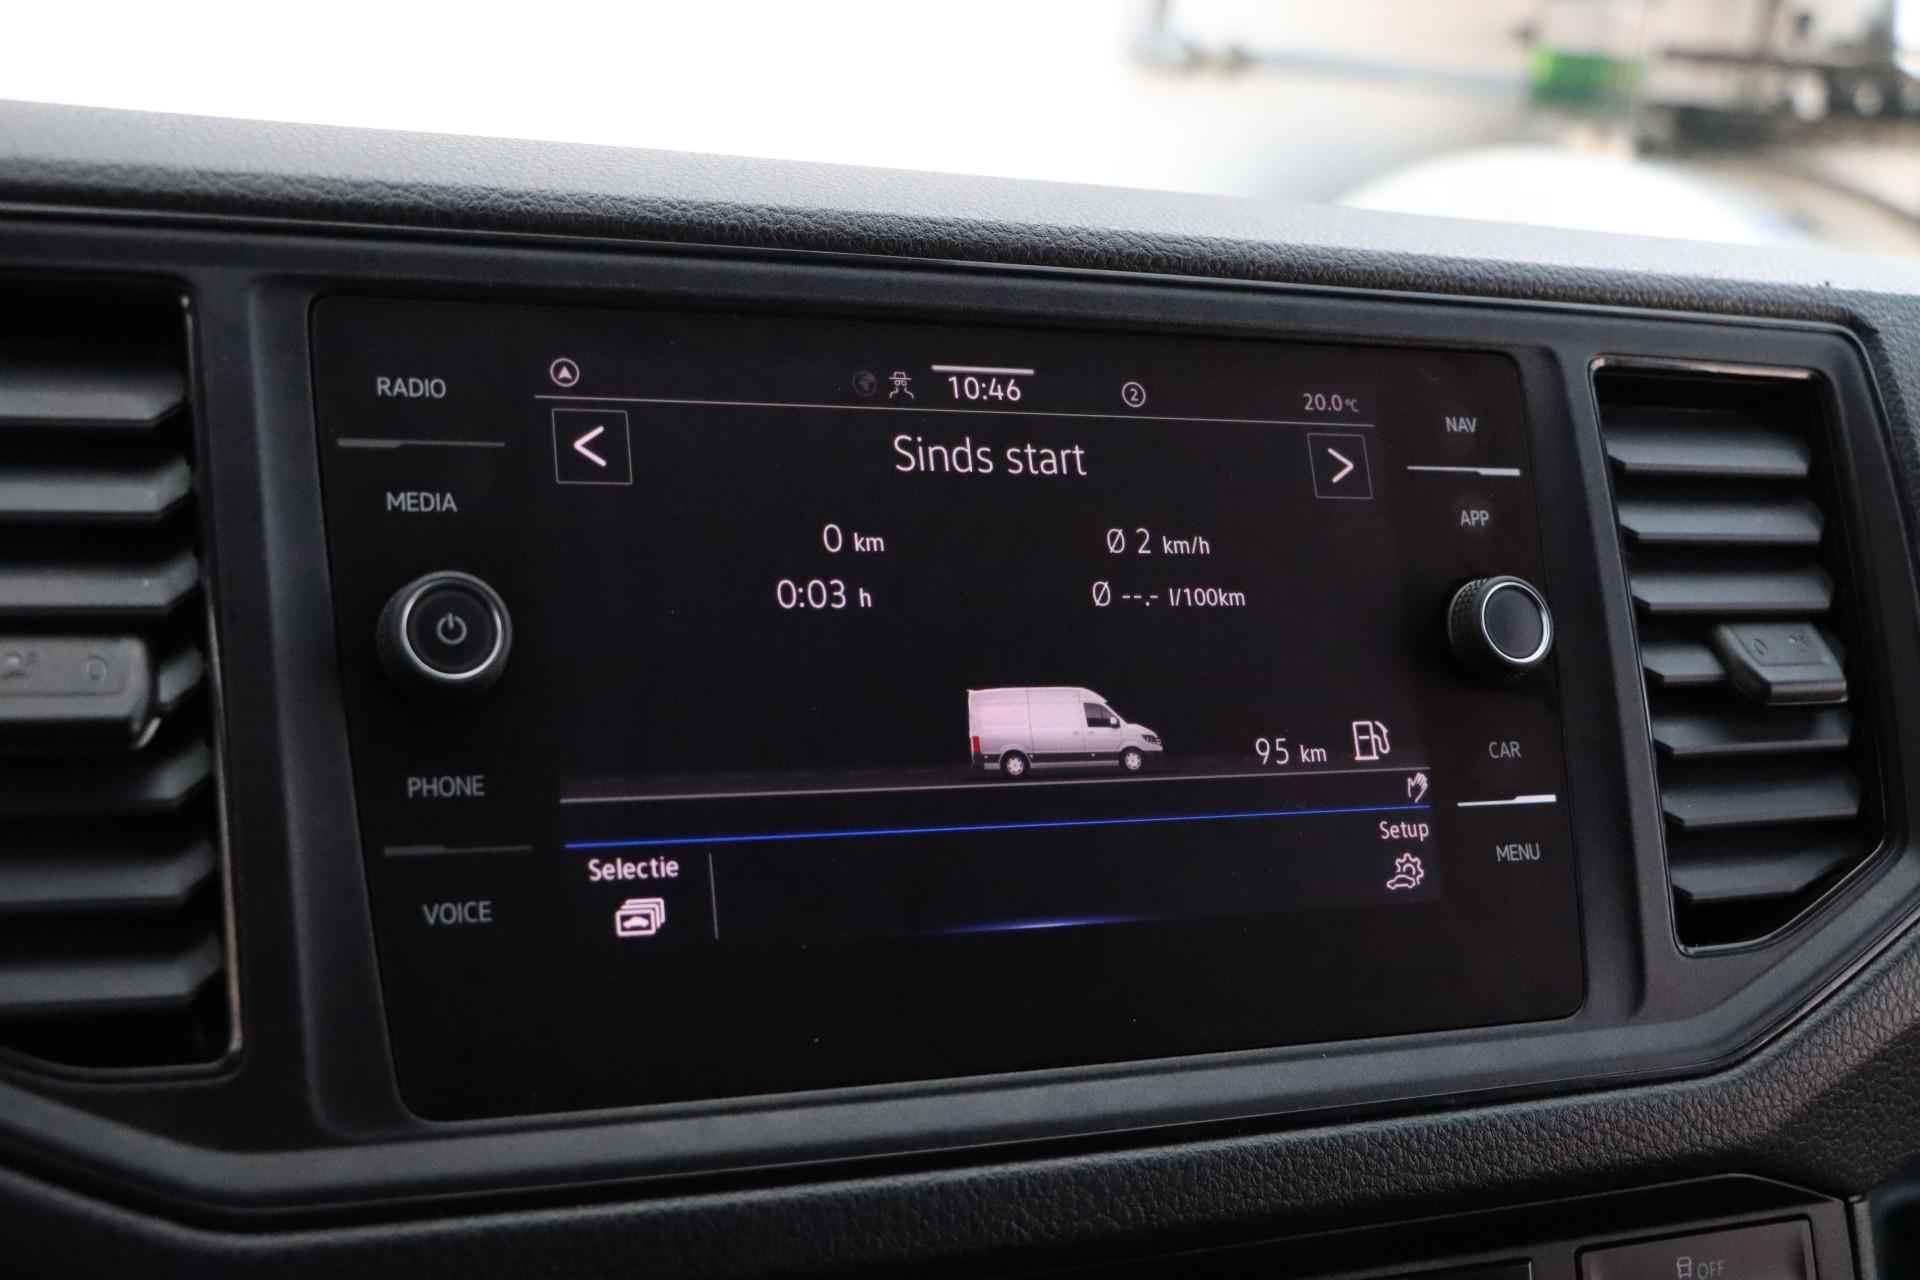 RADIO
MEDIA
PHONE
VOICE
10:46
2
20.0°C
<
Sinds start
>
0 km
Ø 2 km/h
0:03 h
Ø --.- l/100km
95 km
Selectie
Setup
NAV
APP
CAR
MENU
OFF